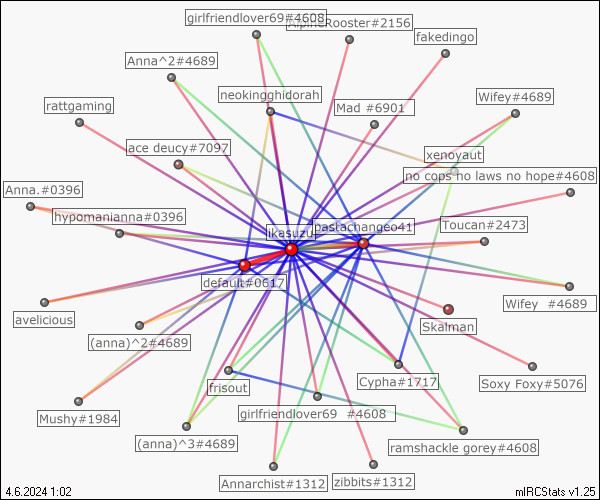 girlfriendlover69#4608
AlpineRooster#2156
fakedingo
Anna^2#4689
neokingghidorah
rattgaming
Mad #6901
Wifey#4689
ace deucy#7097
xenoyaut
no cops no laws no hope#4608
Anna.#0396
hypomanianna#0396
likasuzu
pastachangeo41
Toucan#2473
default#0617
avelicious
Wifey  #4689
(anna)^2#4689
Skalman
frisout
Cypha#1717
Soxy Foxy#5076
Mushy#1984
girlfriendlover69  #4608
(anna)^3#4689
ramshackle gorey#4608
Annarchist#1312
zibbits#1312
4.6.2024 1:02
mIRCStats v1.25